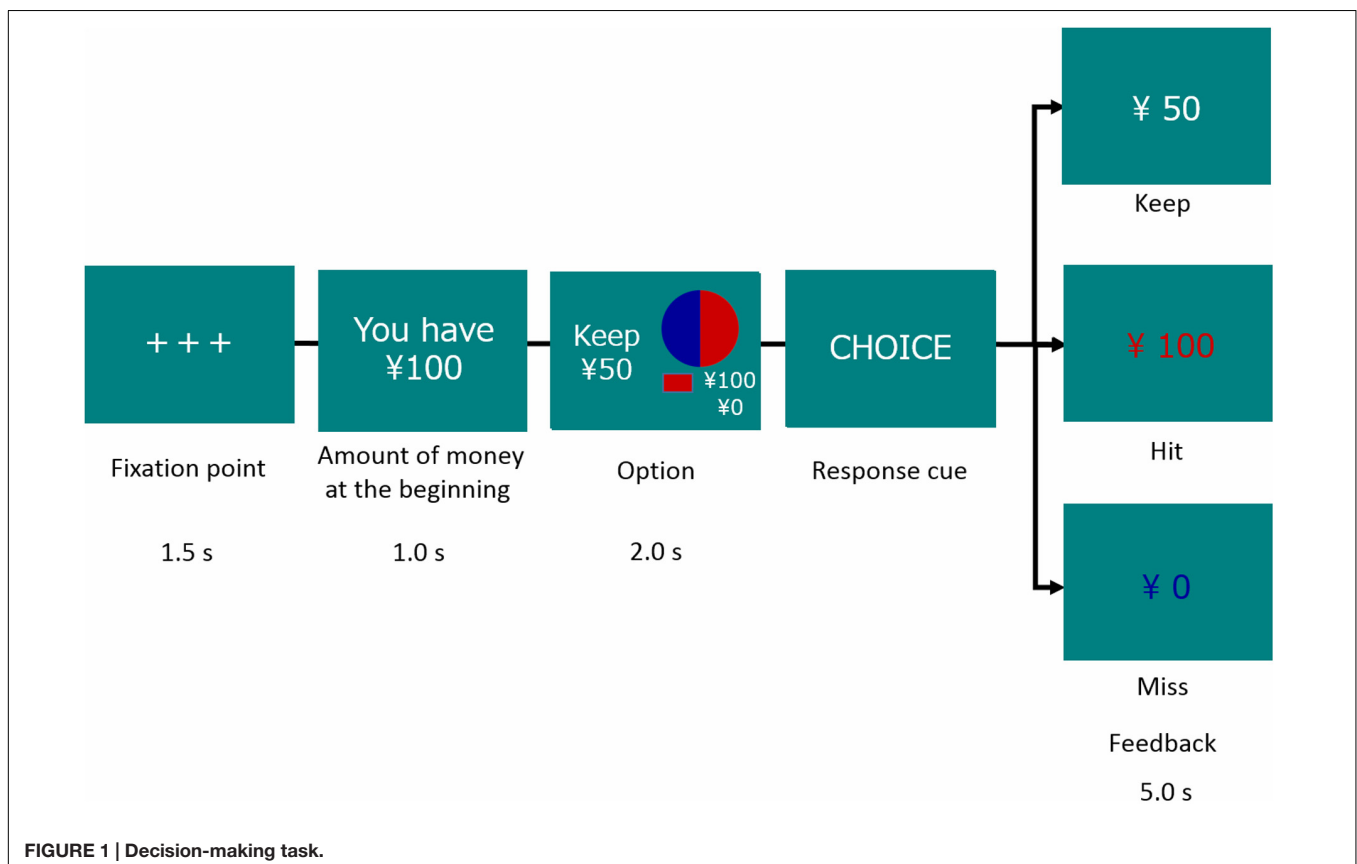 + + +
Fixation point
1.5 s
You have
¥100
Amount of money
at the beginning
1.0 s
Keep
¥50
¥100
¥0
Option
2.0 s
CHOICE
Response cue
¥ 50
Keep
¥ 100
Hit
¥ 0
Miss
Feedback
5.0 s
FIGURE 1 | Decision-making task.